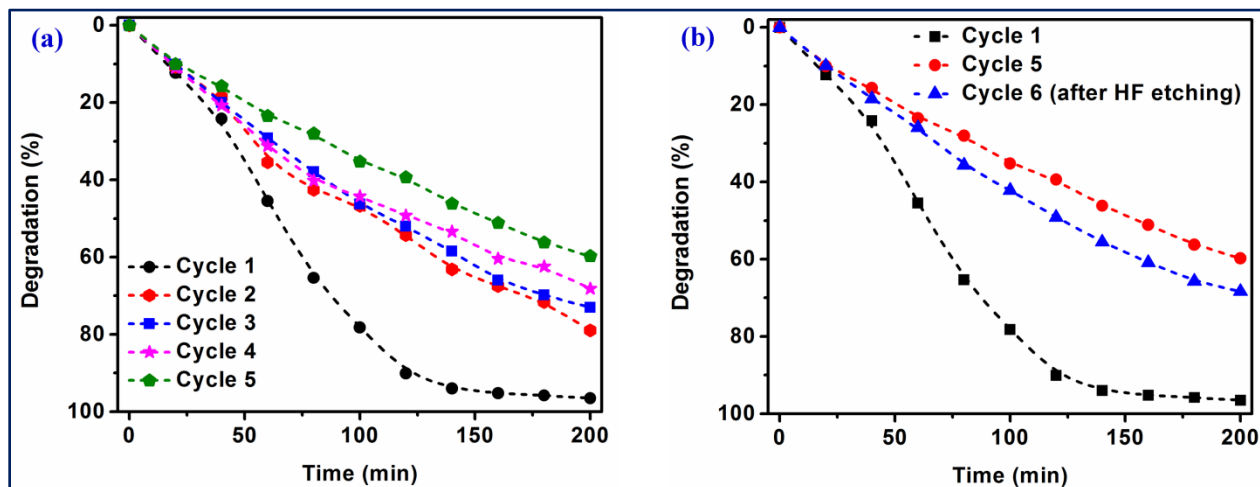 (a)
Degradation (%)
0
20
40
60
80
100
Cycle 1
Cycle 2
Cycle 3
Cycle 4
Cycle 5
0
50
100
150
200
Time (min)
(b)
Degradation (%)
0
20
40
60
80
100
Cycle 1
Cycle 5
Cycle 6 (after HF etching)
0
50
100
150
200
Time (min)